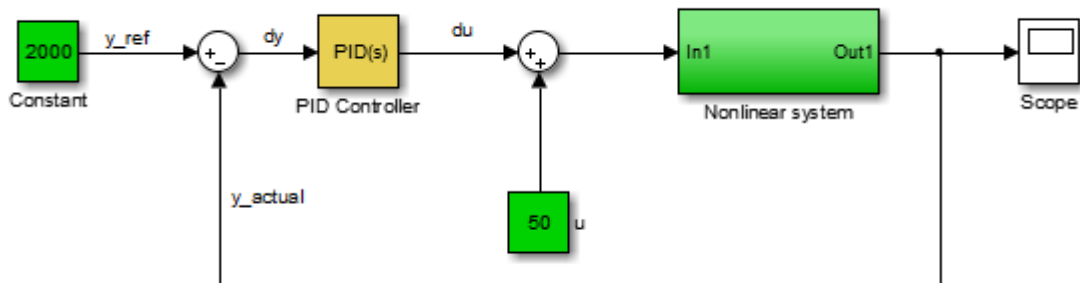 2000
Constant
y_ref
+
−
dy
PID(s)
PID Controller
du
+
+
In1
Out1
Nonlinear system
Scope
y_actual
50
u